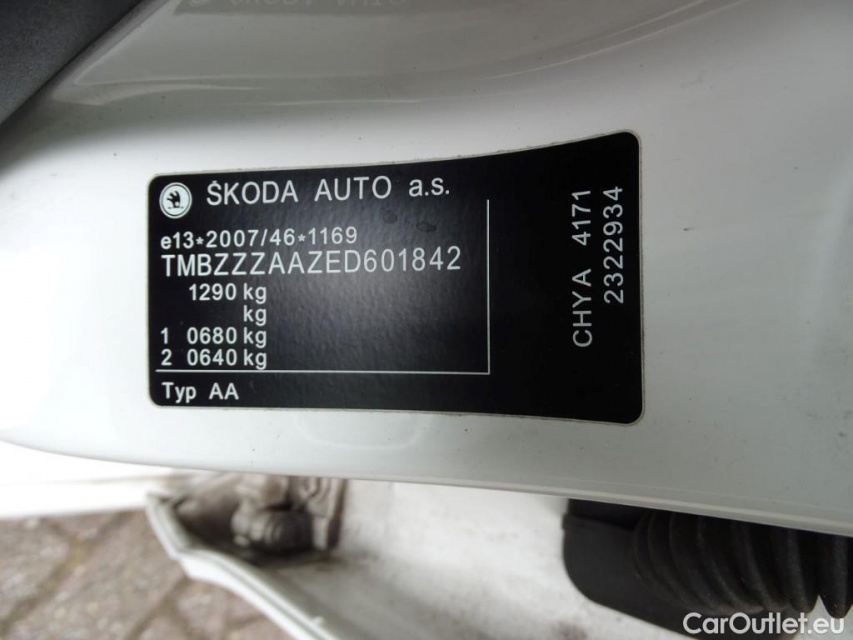 ŠKODA AUTO a.s.
e13*2007/46*1169
TMBZZZAAZED601842
1290 kg
kg
1 0680 kg
2 0640 kg
Typ AA
CHYA 4171
2322934
CarOutlet.eu